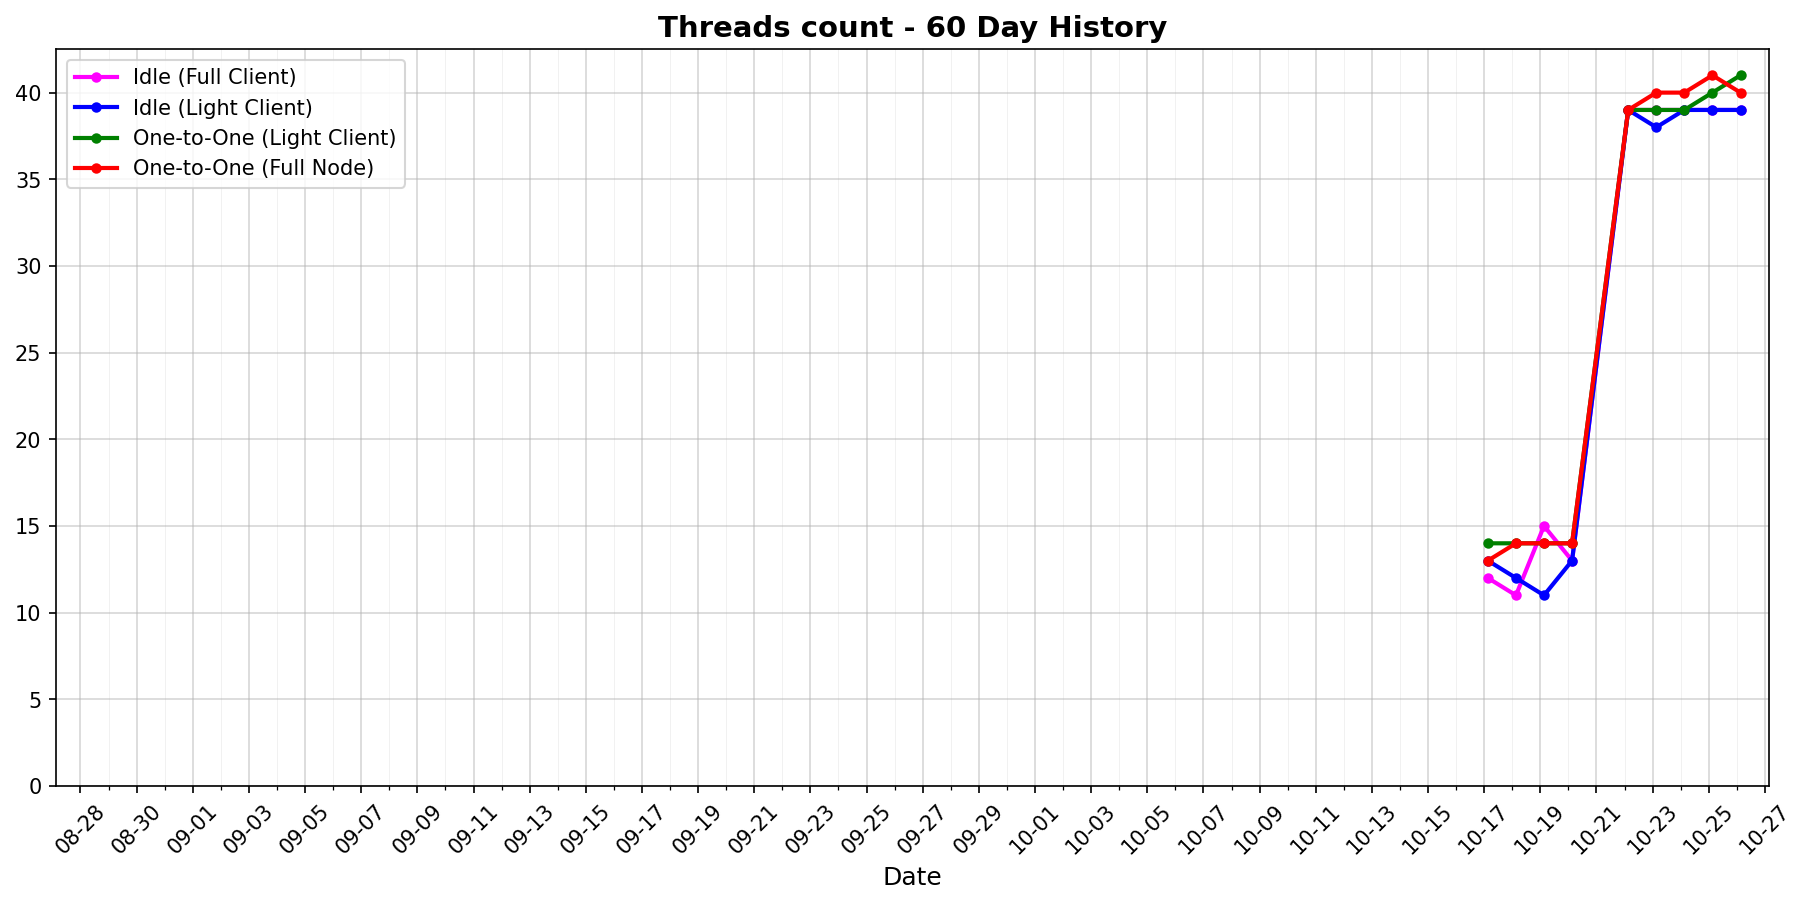 Threads count - 60 Day History
Idle (Full Client)
Idle (Light Client)
One-to-One (Light Client)
One-to-One (Full Node)
40
35
30
25
20
15
10
5
0
08-28 08-30 09-01 09-03 09-05 09-07 09-09 09-11 09-13 09-15 09-17 09-19 09-21 09-23 09-25 09-27 09-29 10-01 10-03 10-05 10-07 10-09 10-11 10-13 10-15 10-17 10-19 10-21 10-23 10-25 10-27
Date